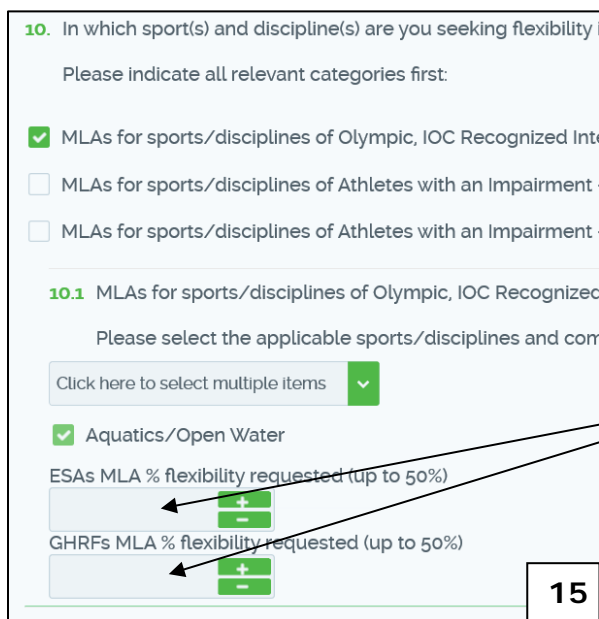 10. In which sport(s) and discipline(s) are you seeking flexibility
Please indicate all relevant categories first:
MLAs for sports/disciplines of Olympic, IOC Recognized
MLAs for sports/disciplines of Athletes with an Impairment
MLAs for sports/disciplines of Athletes with an Impairment
10.1 MLAs for sports/disciplines of Olympic, IOC Recognized
Please select the applicable sports/disciplines and
Click here to select multiple items
Aquatics/Open Water
ESAs MLA % flexibility requested (up to 50%)
+
-
GHRFs MLA % flexibility requested (up to 50%)
+
-
15